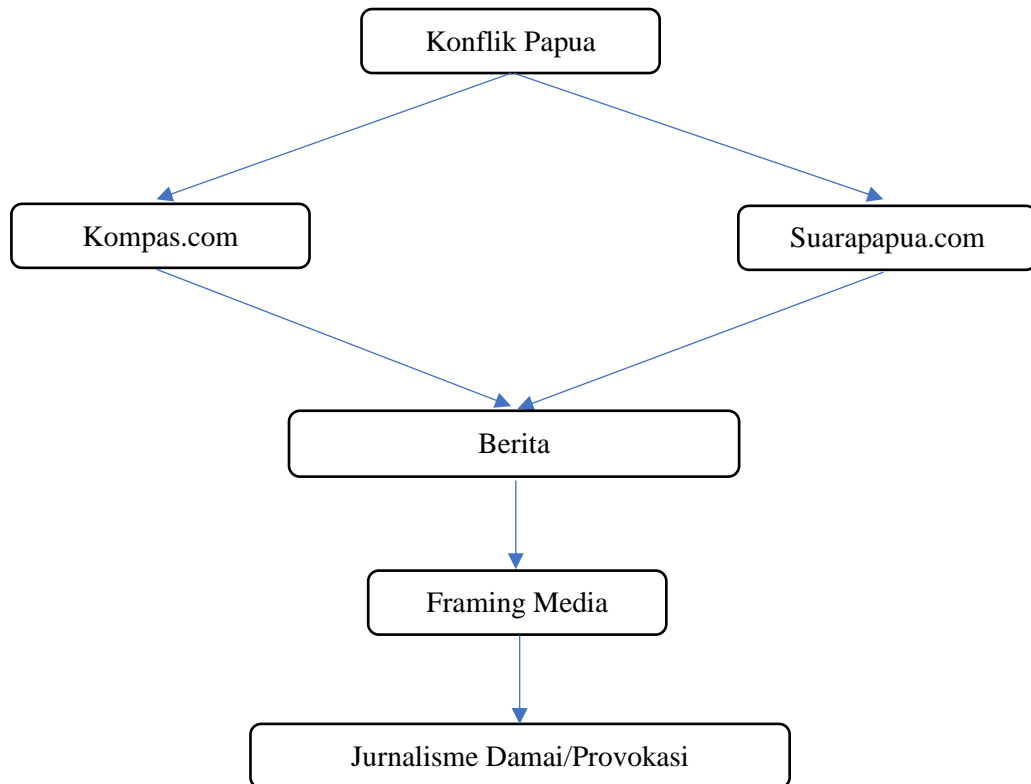 Konflik Papua
Kompas.com
Suarapapua.com
Berita
Framing Media
Jurnalisme Damai/Provokasi